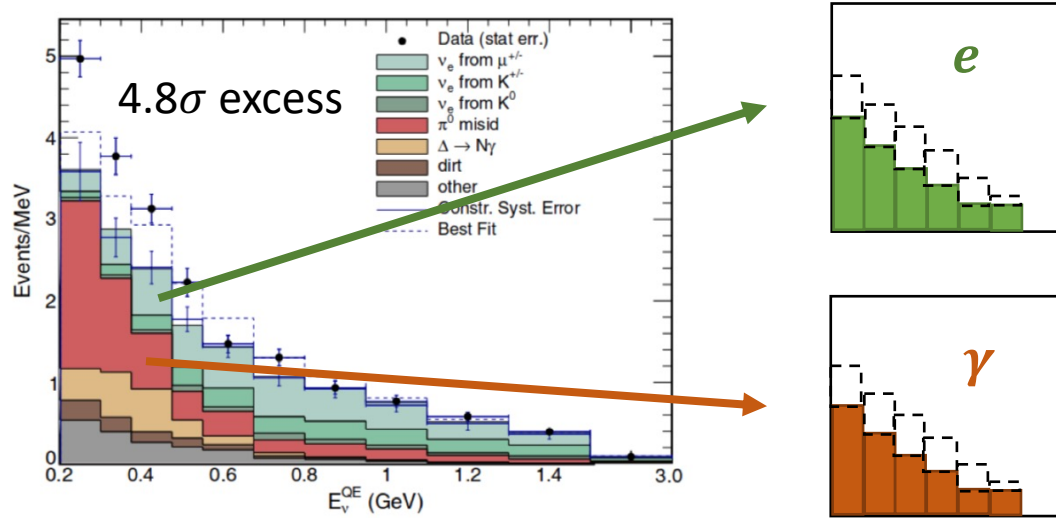 5
4
3
2
1
0
Events/MeV
4.8σ excess
Data (stat err.)
νe from μ+/-
νe from K+/-
νe from K0
π0 misid
Δ → Nγ
dirt
other
Constr. Syst. Error
Best Fit
0.2 0.4 0.6 0.8 1 1.2 1.4 3.0
EνQE (GeV)
e
γ